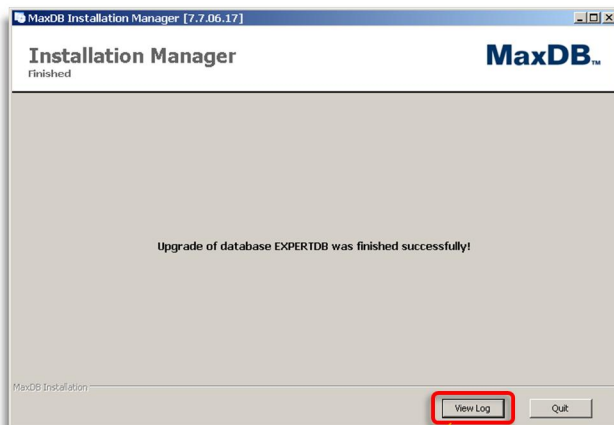 MaxDB Installation Manager [7.7.06.17]
Installation Manager
Finished
MaxDB™
Upgrade of database EXPERTDB was finished successfully!
MaxDB Installation
View Log
Quit